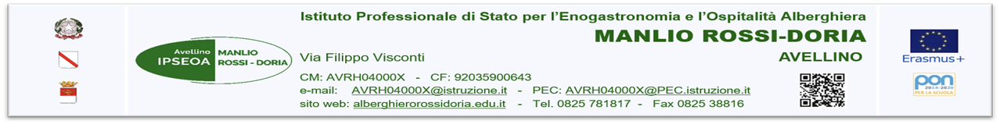 Istituto Professionale di Stato per l'Enogastronomia e l'Ospitalità Alberghiera
MANLIO ROSSI-DORIA
AVELLINO
Avellino
IPSEOA
MANLIO
ROSSI - DORIA
Via Filippo Visconti
CM: AVRH04000X - CF: 92035900643
e-mail: AVRH04000X@istruzione.it - PEC: AVRH04000X@PEC.istruzione.it
sito web: alberghierorossidoria.edu.it - Tel. 0825 781817 - Fax 0825 38816
Erasmus+
pon
2014-2020
PER LA SCUOLA